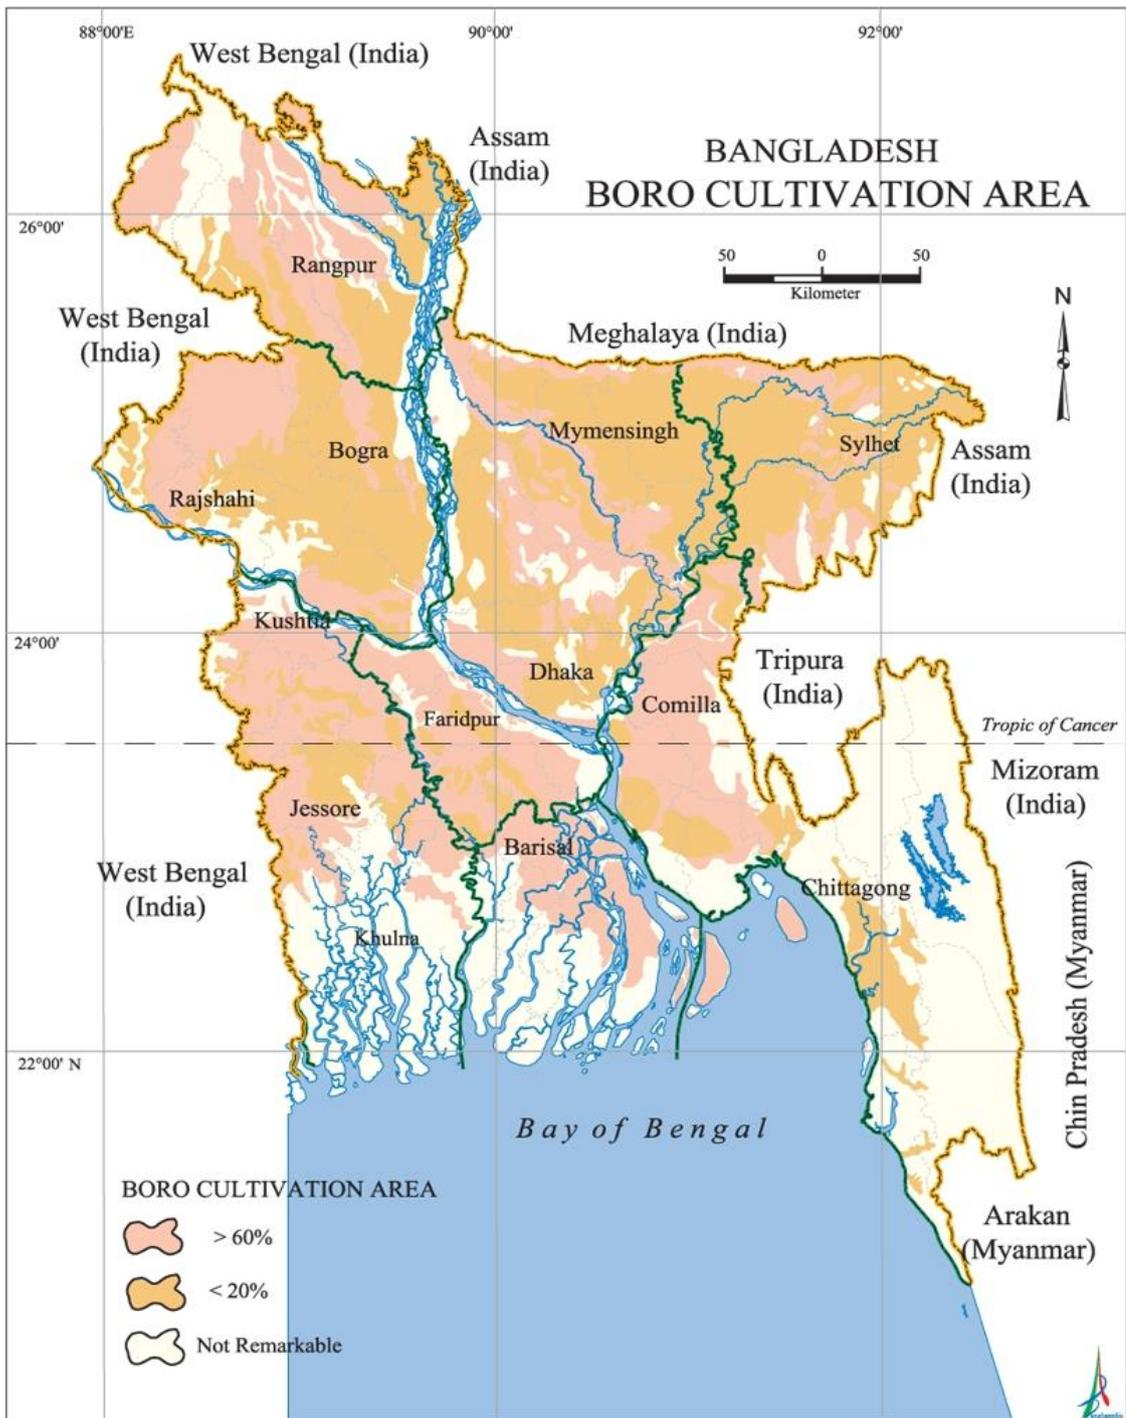 88°00'E
90°00'
92°00'
West Bengal (India)
Assam
(India)
BANGLADESH
BORO CULTIVATION AREA
26°00'
50
0
50
Kilometer
N
Rangpur
West Bengal
(India)
Meghalaya (India)
Mymensingh
Sylhet
Bogra
Assam
(India)
Rajshahi
Kushtia
24°00'
Dhaka
Tripura
(India)
Comilla
Faridpur
Tropic of Cancer
Mizoram
(India)
Jessore
Barisal
West Bengal
(India)
Chittagong
Khulna
Chin Pradesh (Myanmar)
22°00' N
Bay of Bengal
BORO CULTIVATION AREA
> 60%
< 20%
Not Remarkable
Arakan
(Myanmar)